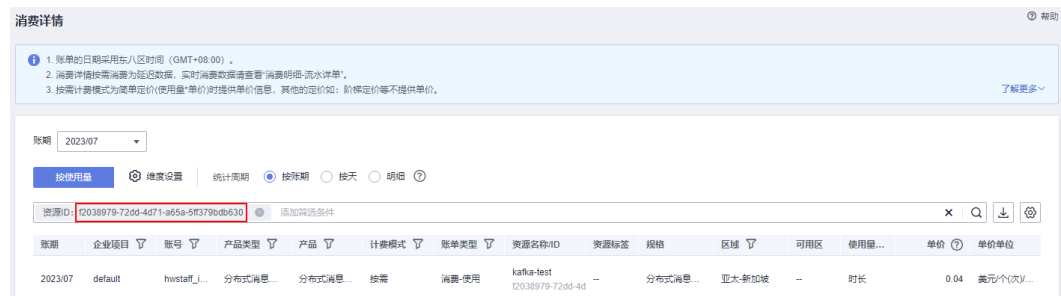 消费详情
帮助
1. 账单的日期采用东八区时间（GMT+08:00）。
2. 消费详情按需消费为延迟数据，实时消费数据请查看“消费明细-流水详单”。
3. 按需计费模式为简单定价(使用量*单价)时提供单价信息，其他的定价如：阶梯定价等不提供单价。
了解更多
账期 2023/07
按使用量 维度设置 统计周期 按账期 按天 明细
资源ID: f2038979-72dd-4d71-a65a-5ff379bdb630 添加筛选条件
账期 企业项目 账号 产品类型 产品 计费模式 账单类型 资源名称/ID 资源标签 规格 区域 可用区 使用量... 单价 单价单位
2023/07 default hwstaff_i... 分布式消息... 分布式消息... 按需 消费-使用 kafka-test -- 分布式消息... 亚太-新加坡 -- 时长 0.04 美元/个(次)/...
f2038979-72dd-4d